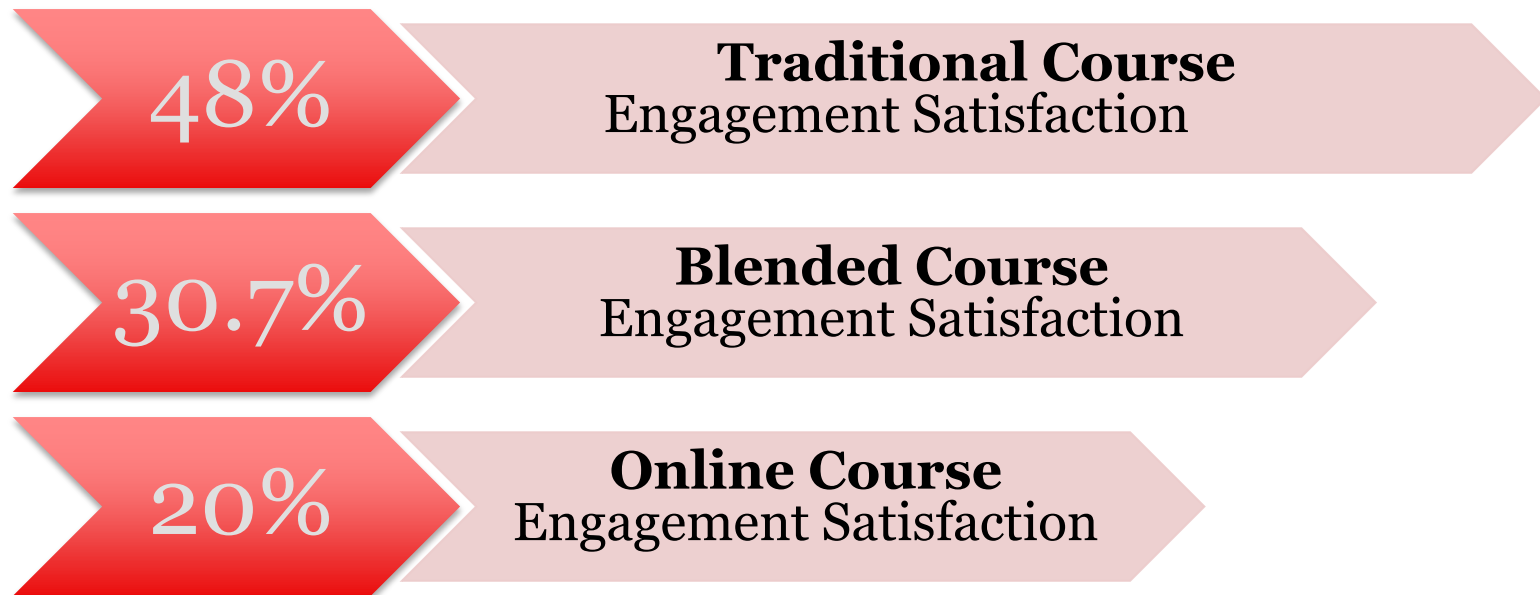 48%
Traditional Course
Engagement Satisfaction
30.7%
Blended Course
Engagement Satisfaction
20%
Online Course
Engagement Satisfaction